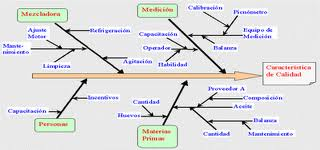 Mezcladora
Medición
Calibración
Picnómetro
Ajuste
Motor
Refrigeración
Capacitación
Equipo de
Medición
Mante-
nimiento
Operador
Balanza
Limpieza
Agitación
Habilidad
Característica
de Calidad
Incentivos
Cantidad
Proveedor A
Composición
Capacitación
Huevos
Aceite
Balanza
Personas
Materias
Primas
Cantidad
Mantenimiento